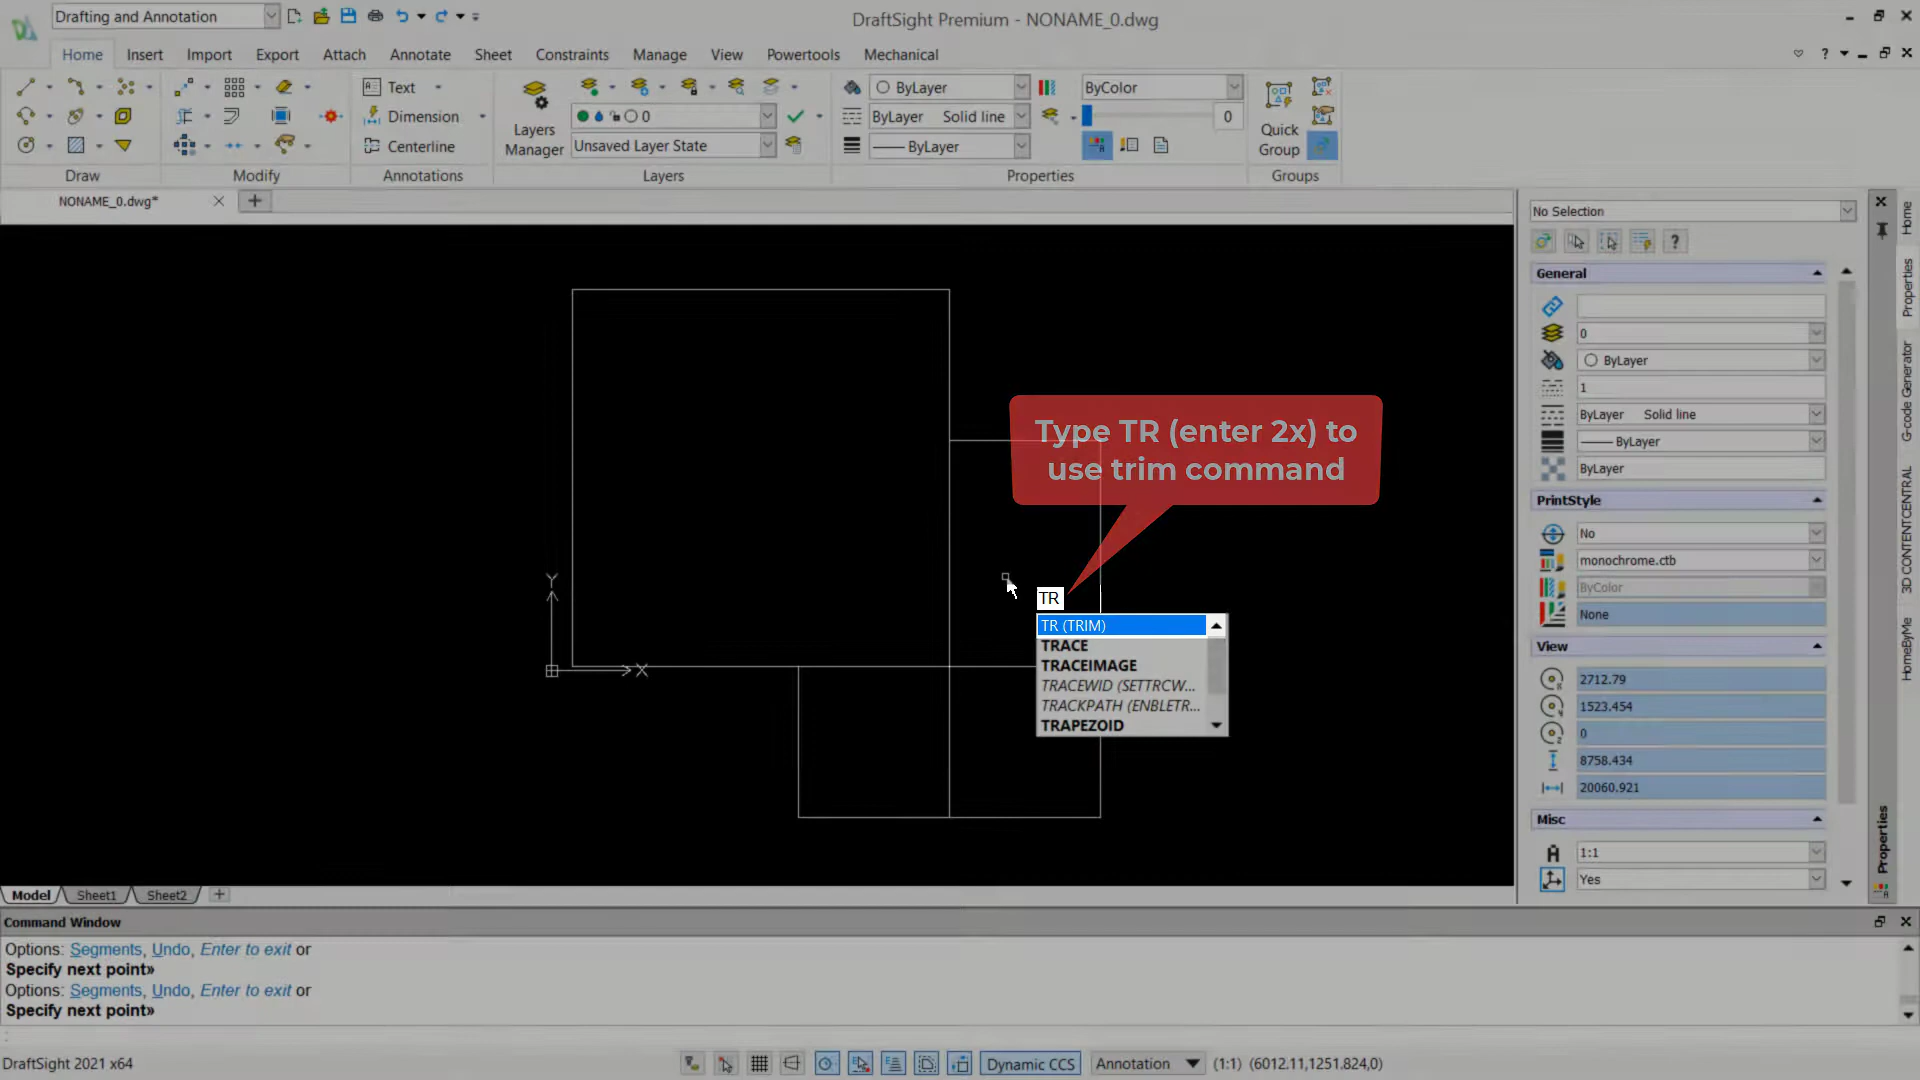 Drafting and Annotation
DraftSight Premium - NONAME_0.dwg
Home Insert Import Export Attach Annotate Sheet Constraints Manage View Powertools Mechanical
?
Text
Dimension
Centerline
Layers
Manager
0
Unsaved Layer State
ByLayer
ByLayer Solid line
ByLayer
ByColor
0
Quick
Group
Draw Modify Annotations Layers Properties Groups
NONAME_0.dwg*
Type TR (enter 2x) to
use trim command
Y
X
TR
TR (TRIM)
TRACE
TRACEIMAGE
TRACEWID (SETTRCW...
TRACKPATH (ENBLETR...
TRAPEZOID
No Selection
?
General
0
ByLayer
1
ByLayer Solid line
ByLayer
ByLayer
PrintStyle
No
monochrome.ctb
ByColor
None
View
2712.79
1523.454
0
8758.434
20060.921
Misc
1:1
Yes
Properties
Home
Properties
G-code Generator
3D CONTENTCENTRAL
HomeByMe
Model Sheet1 Sheet2
Command Window
Options: Segments, Undo, Enter to exit or
Specify next point»
Options: Segments, Undo, Enter to exit or
Specify next point»
:
DraftSight 2021 x64
Dynamic CCS
Annotation
(1:1) (6012.11,1251.824,0)